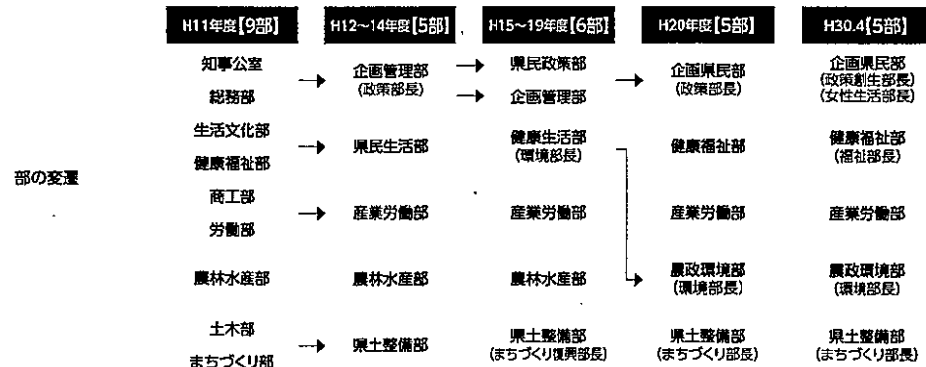 H11年度【9部】 H12～14年度【5部】 H15～19年度【6部】 H20年度【5部】 H30.4【5部】
知事公室
総務部
生活文化部
健康福祉部
商工部
労働部
農林水産部
土木部
まちづくり部
企画管理部
(政策部長)
県民生活部
産業労働部
農林水産部
県土整備部
県民政策部
企画管理部
健康生活部
(環境部長)
産業労働部
農林水産部
県土整備部
(まちづくり復興部長)
企画県民部
(政策部長)
健康福祉部
産業労働部
農政環境部
(環境部長)
県土整備部
(まちづくり部長)
企画県民部
(政策創生部長)
(女性生活部長)
健康福祉部
(福祉部長)
産業労働部
農政環境部
(環境部長)
県土整備部
(まちづくり部長)
部の変遷